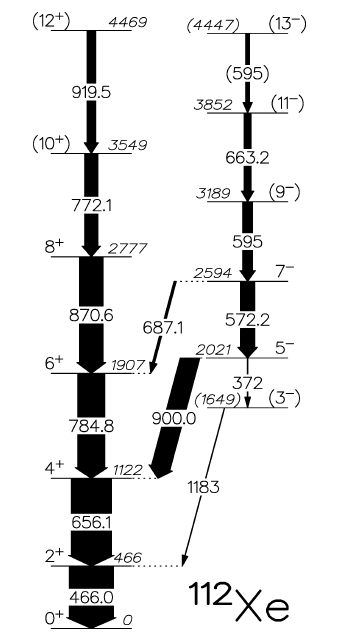 (12+) 4469 (4447) (13−)
919.5 (595)
3852 (11−)
(10+) 3549
663.2
772.1 3189 (9−)
8+ 2777 595
2594 7−
870.6 687.1 572.2
6+ 1907 2021 5−
372
784.8 900.0 (1649) (3−)
4+ 1122
1183
656.1
2+ 466
466.0 112Xe
0+ 0